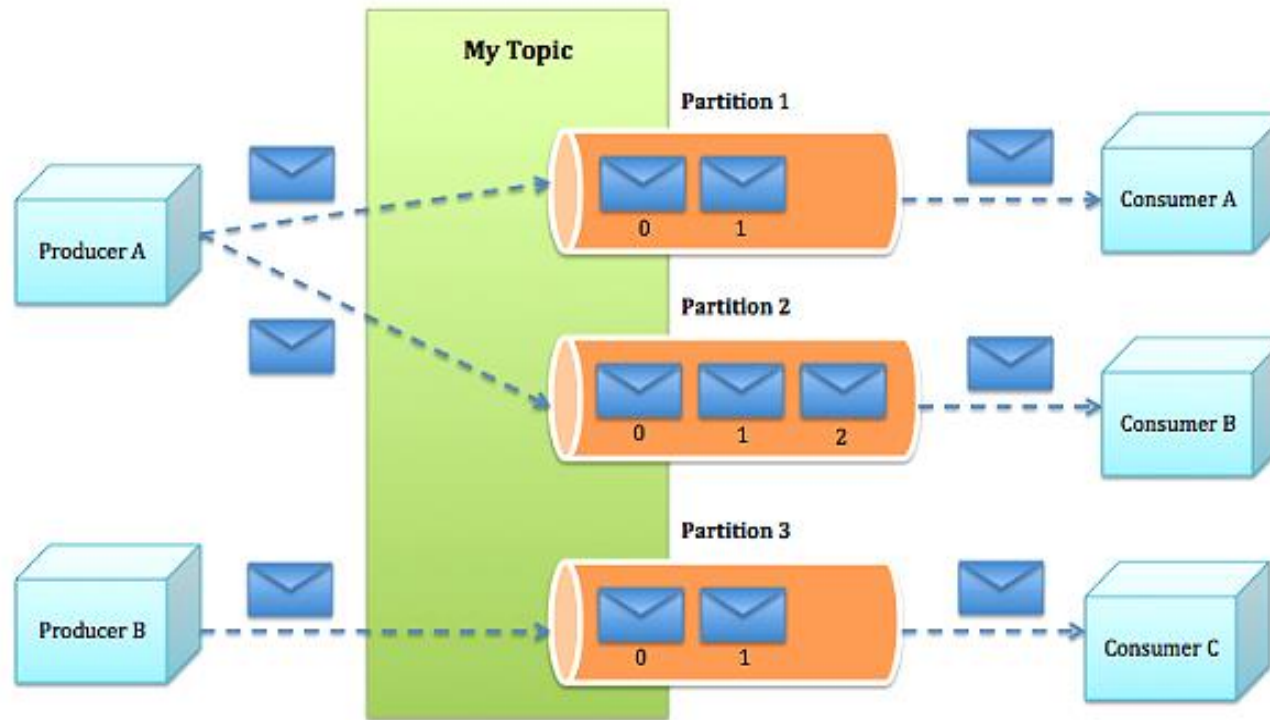 My Topic
Partition 1
Producer A
0 1
Consumer A
Partition 2
0 1 2
Consumer B
Partition 3
Producer B
0 1
Consumer C